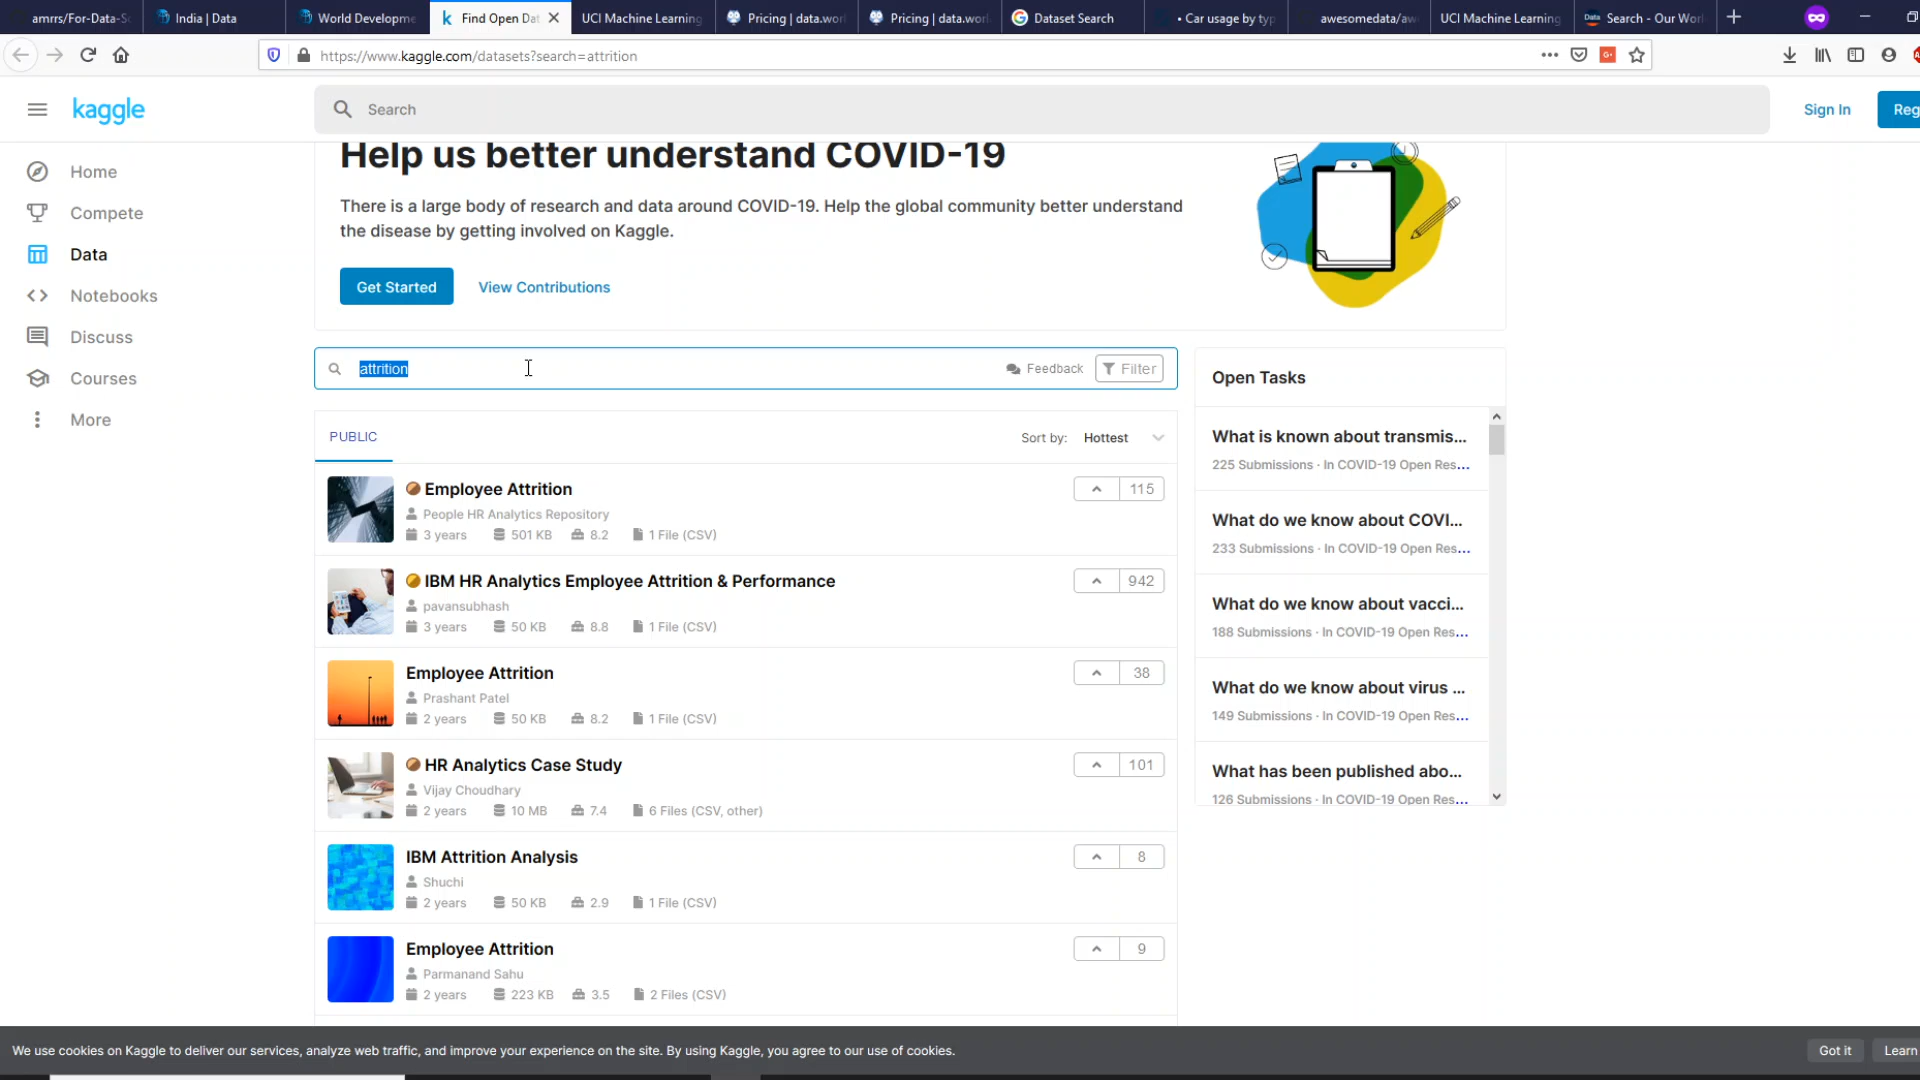 amrrs/For-Data-Sc
India | Data
World Developme
Find Open Dat
UCI Machine Learning
Pricing | data.worl
Pricing | data.worl
Dataset Search
• Car usage by typ
awesomedata/aw
UCI Machine Learning
Search - Our Worl
https://www.kaggle.com/datasets?search=attrition
kaggle
Search
Sign In
Reg
Home
Compete
Data
Notebooks
Discuss
Courses
More
Help us better understand COVID-19
There is a large body of research and data around COVID-19. Help the global community better understand
the disease by getting involved on Kaggle.
Get Started
View Contributions
attrition
Feedback
Filter
PUBLIC
Sort by: Hottest
Employee Attrition
115
People HR Analytics Repository
3 years 501 KB 8.2 1 File (CSV)
IBM HR Analytics Employee Attrition & Performance
942
pavansubhash
3 years 50 KB 8.8 1 File (CSV)
Employee Attrition
38
Prashant Patel
2 years 50 KB 8.2 1 File (CSV)
HR Analytics Case Study
101
Vijay Choudhary
2 years 10 MB 7.4 6 Files (CSV, other)
IBM Attrition Analysis
8
Shuchi
2 years 50 KB 2.9 1 File (CSV)
Employee Attrition
9
Parmanand Sahu
2 years 223 KB 3.5 2 Files (CSV)
Open Tasks
What is known about transmis...
225 Submissions · In COVID-19 Open Res...
What do we know about COVI...
233 Submissions · In COVID-19 Open Res...
What do we know about vacci...
188 Submissions · In COVID-19 Open Res...
What do we know about virus ...
149 Submissions · In COVID-19 Open Res...
What has been published abo...
126 Submissions · In COVID-19 Open Res...
We use cookies on Kaggle to deliver our services, analyze web traffic, and improve your experience on the site. By using Kaggle, you agree to our use of cookies.
Got it
Learn